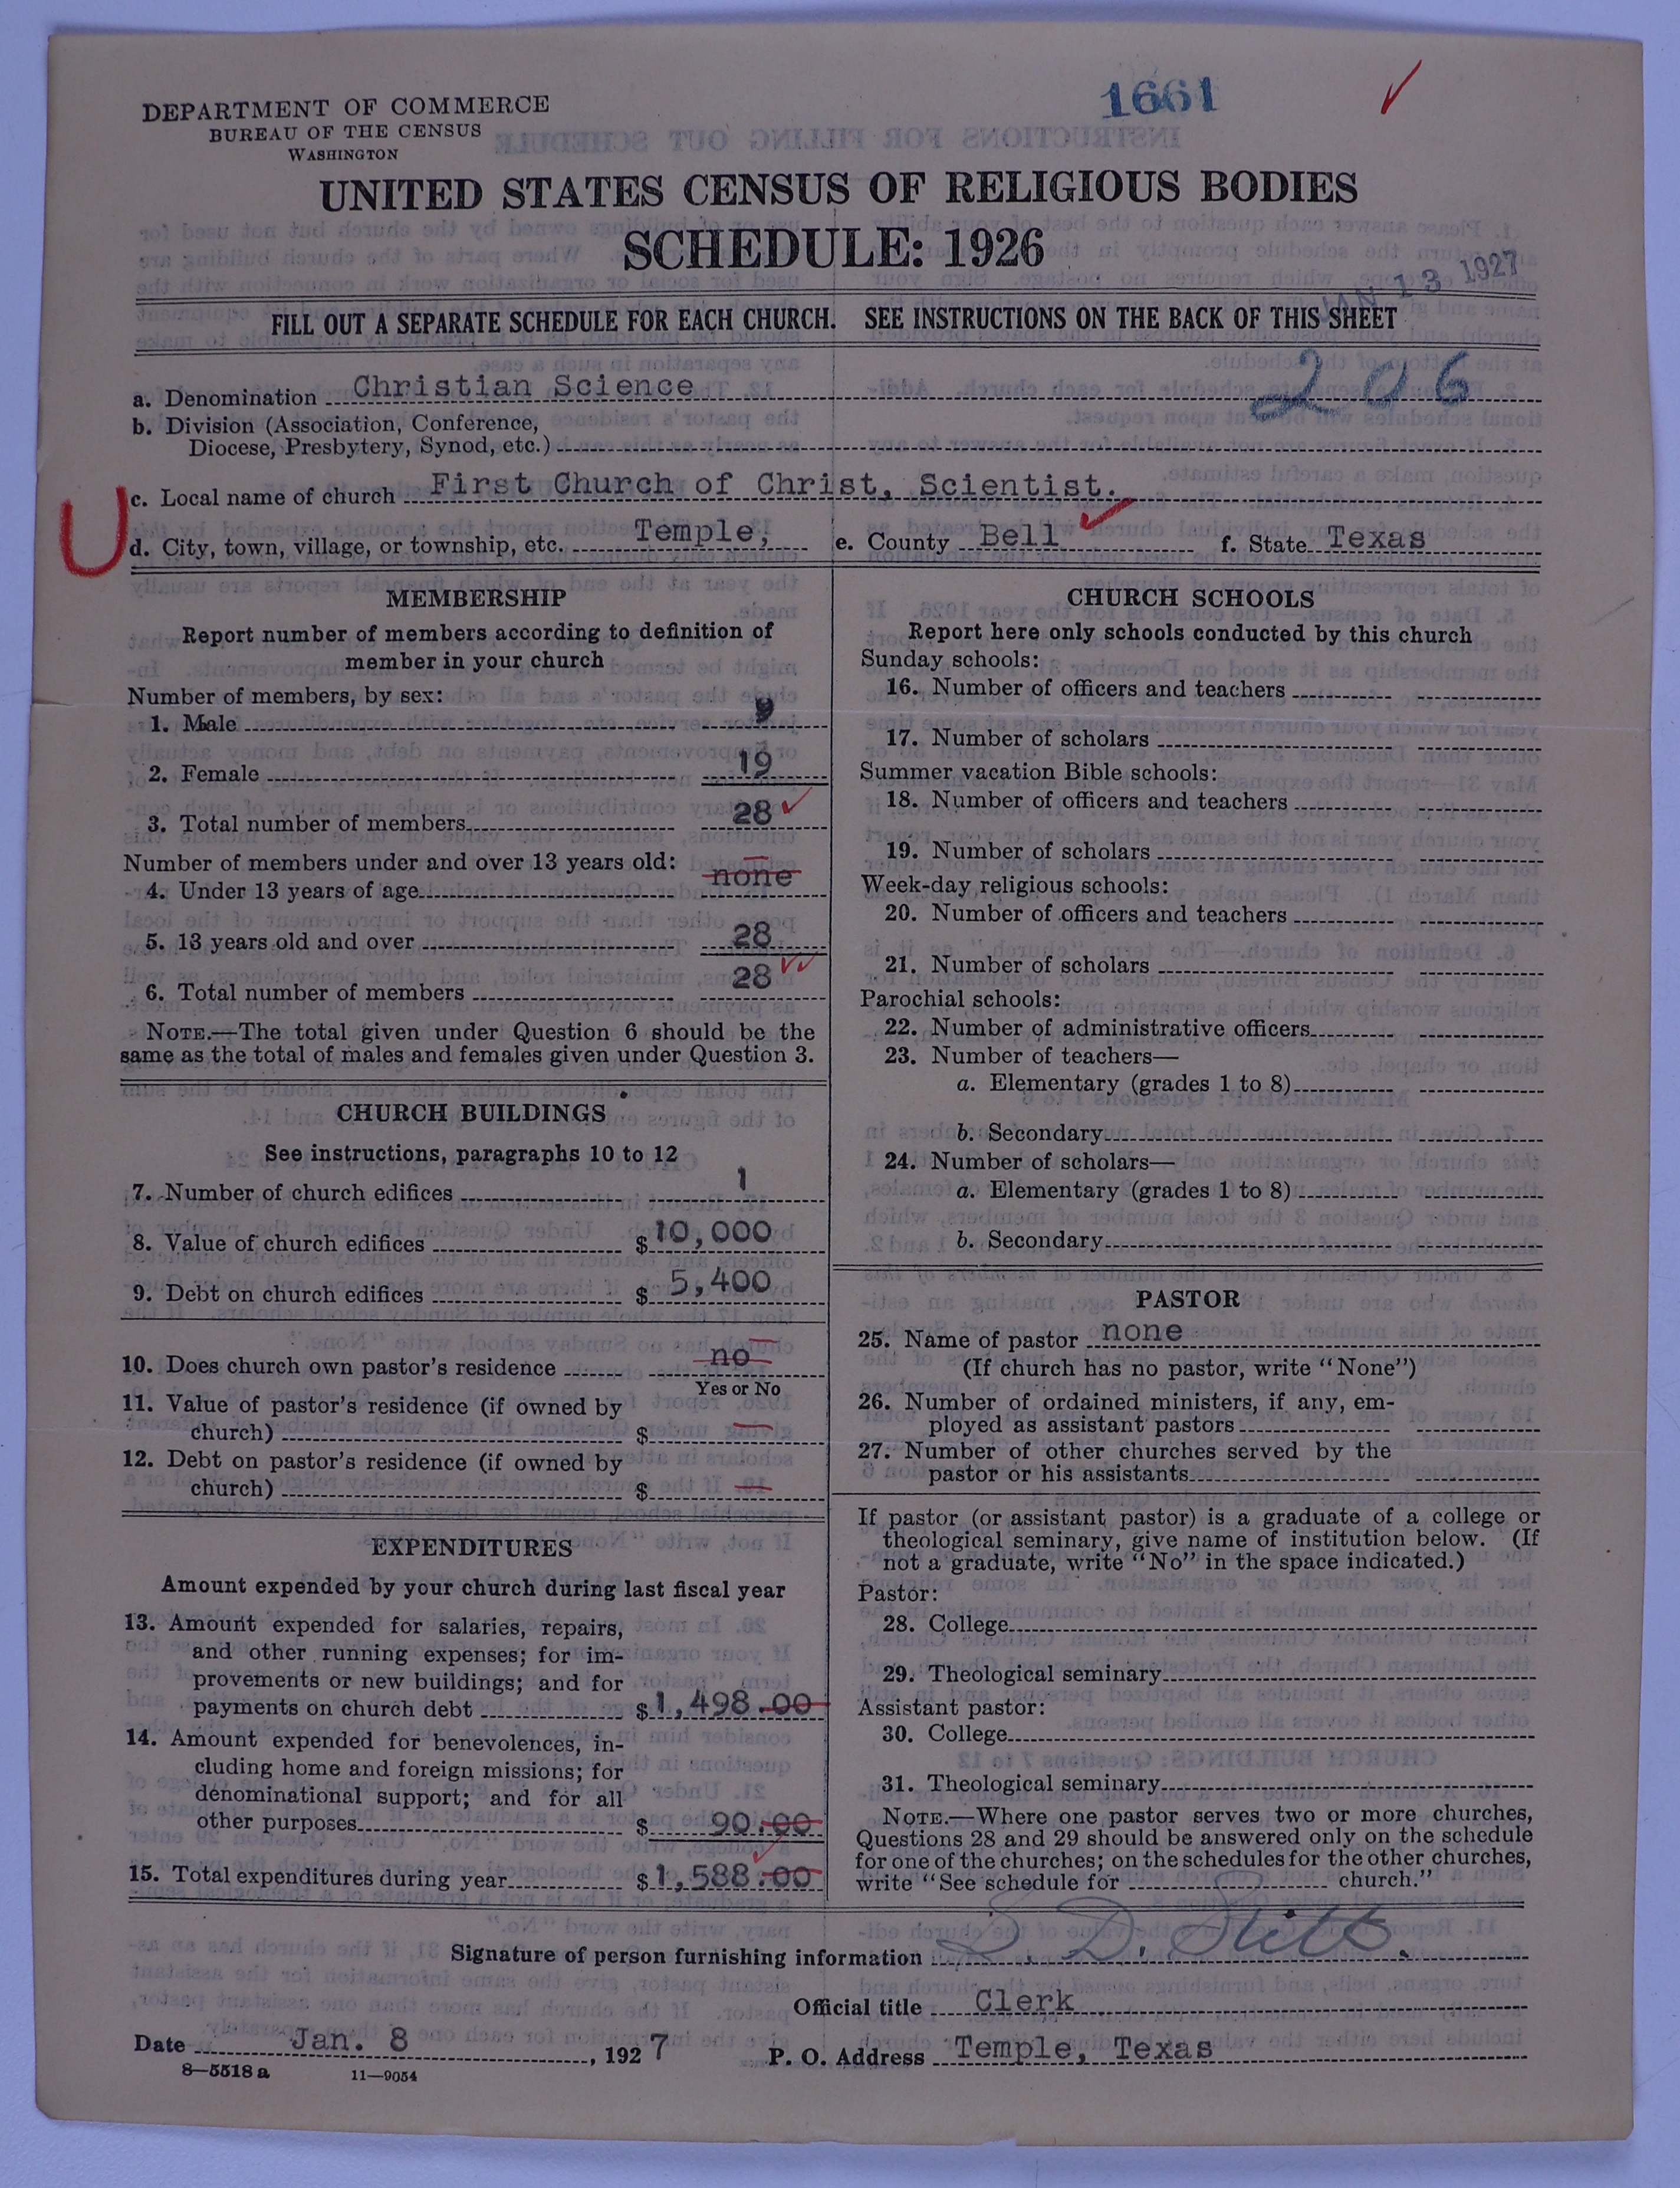 1661
DEPARTMENT OF COMMERCE
BUREAU OF THE CENSUS
WASHINGTON
UNITED STATES CENSUS OF RELIGIOUS BODIES
SCHEDULE: 1926
JAN 13 1927
FILL OUT A SEPARATE SCHEDULE FOR EACH CHURCH. SEE INSTRUCTIONS ON THE BACK OF THIS SHEET
206
a. Denomination Christian Science
b. Division (Association, Conference,
Diocese, Presbytery, Synod, etc.)
c. Local name of church First Church of Christ, Scientist.
d. City, town, village, or township, etc. Temple, e. County Bell f. State Texas
MEMBERSHIP
Report number of members according to definition of
member in your church
Number of members, by sex:
1. Male 9
2. Female 19
3. Total number of members 28
Number of members under and over 13 years old:
4. Under 13 years of age none
5. 13 years old and over 28
6. Total number of members 28
NOTE.—The total given under Question 6 should be the
same as the total of males and females given under Question 3.
CHURCH BUILDINGS
See instructions, paragraphs 10 to 12
7. Number of church edifices 1
8. Value of church edifices $10,000
9. Debt on church edifices $ 5,400
10. Does church own pastor's residence no
Yes or No
11. Value of pastor's residence (if owned by
church) $
12. Debt on pastor's residence (if owned by
church) $
EXPENDITURES
Amount expended by your church during last fiscal year
13. Amount expended for salaries, repairs,
and other running expenses; for im-
provements or new buildings; and for
payments on church debt $1,498.00
14. Amount expended for benevolences, in-
cluding home and foreign missions; for
denominational support; and for all
other purposes $ 90.00
15. Total expenditures during year $1,588.00
CHURCH SCHOOLS
Report here only schools conducted by this church
Sunday schools:
16. Number of officers and teachers
17. Number of scholars
Summer vacation Bible schools:
18. Number of officers and teachers
19. Number of scholars
Week-day religious schools:
20. Number of officers and teachers
21. Number of scholars
Parochial schools:
22. Number of administrative officers
23. Number of teachers—
a. Elementary (grades 1 to 8)
b. Secondary
24. Number of scholars—
a. Elementary (grades 1 to 8)
b. Secondary
PASTOR
25. Name of pastor none
(If church has no pastor, write "None")
26. Number of ordained ministers, if any, em-
ployed as assistant pastors
27. Number of other churches served by the
pastor or his assistants
If pastor (or assistant pastor) is a graduate of a college or
theological seminary, give name of institution below. (If
not a graduate, write "No" in the space indicated.)
Pastor:
28. College
29. Theological seminary
Assistant pastor:
30. College
31. Theological seminary
NOTE.—Where one pastor serves two or more churches,
Questions 28 and 29 should be answered only on the schedule
for one of the churches; on the schedules for the other churches,
write "See schedule for church."
Signature of person furnishing information S. D. Stitt.
Official title Clerk
Date Jan. 8, 1927 P. O. Address Temple, Texas
8—5518 a 11—9054